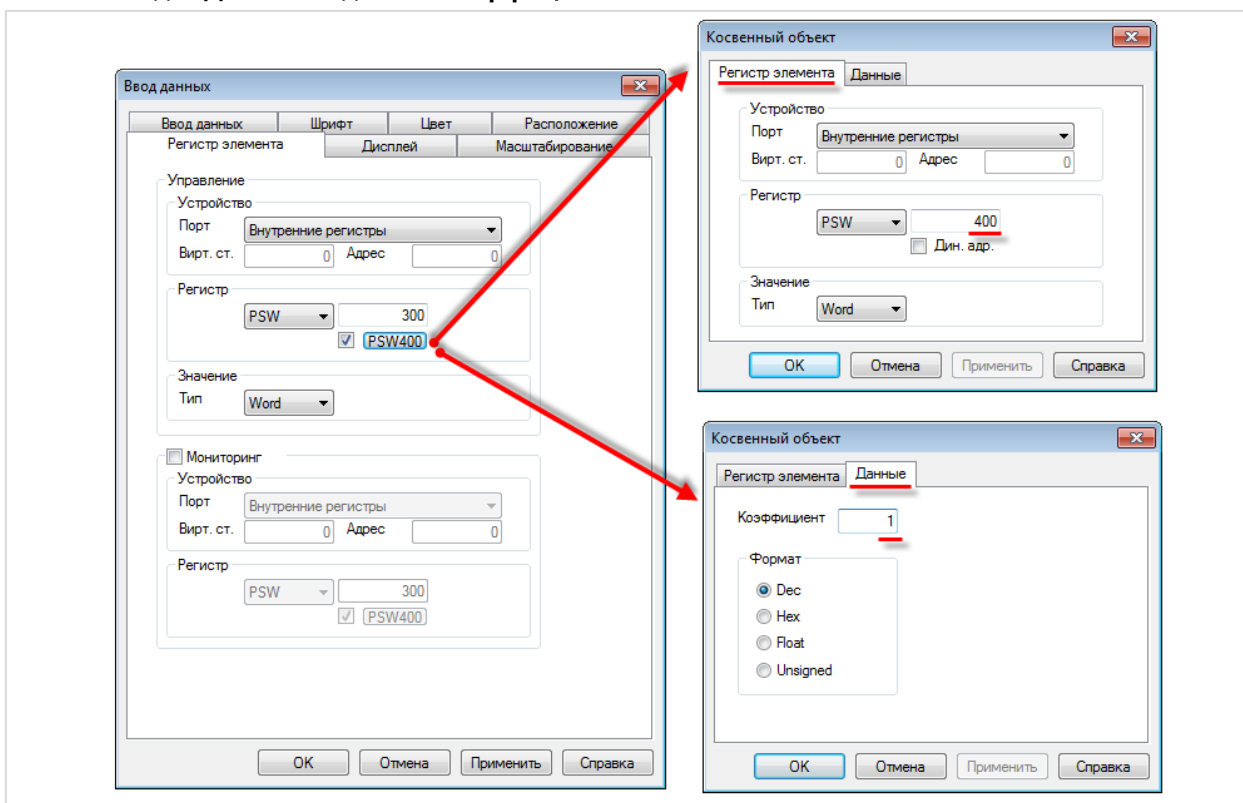 Ввод данных
Ввод данных Шрифт Цвет Расположение
Регистр элемента Дисплей Масштабирование
Управление
Устройство
Порт Внутренние регистры
Вирт. ст. 0 Адрес 0
Регистр
PSW 300
PSW400
Значение
Тип Word
Мониторинг
Устройство
Порт Внутренние регистры
Вирт. ст. 0 Адрес 0
Регистр
PSW 300
PSW400
OK Отмена Применить Справка
Косвенный объект
Регистр элемента Данные
Устройство
Порт Внутренние регистры
Вирт. ст. 0 Адрес 0
Регистр
PSW 400
Дин. адр.
Значение
Тип Word
OK Отмена Применить Справка
Косвенный объект
Регистр элемента Данные
Коэффициент 1
Формат
Dec
Hex
Float
Unsigned
OK Отмена Применить Справка